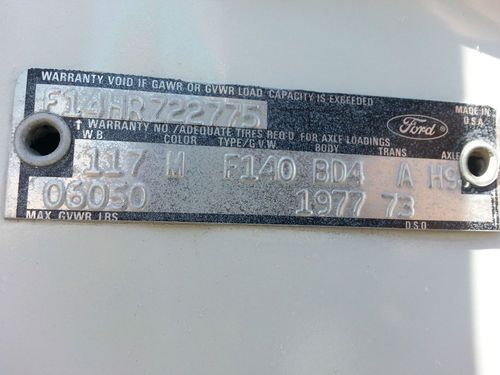 WARRANTY VOID IF GAWR OR GVWR LOAD CAPACITY IS EXCEEDED
F14HR722775
MADE IN U.S.A.
Ford
WARRANTY NO./ADEQUATE TIRES REQ'D FOR AXLE LOADINGS
W.B. COLOR TYPE/G.V.W. BODY TRANS AXLE
117 M F140 BD4 A H9
06050 1977 73
MAX. GVWR LBS D.S.O.